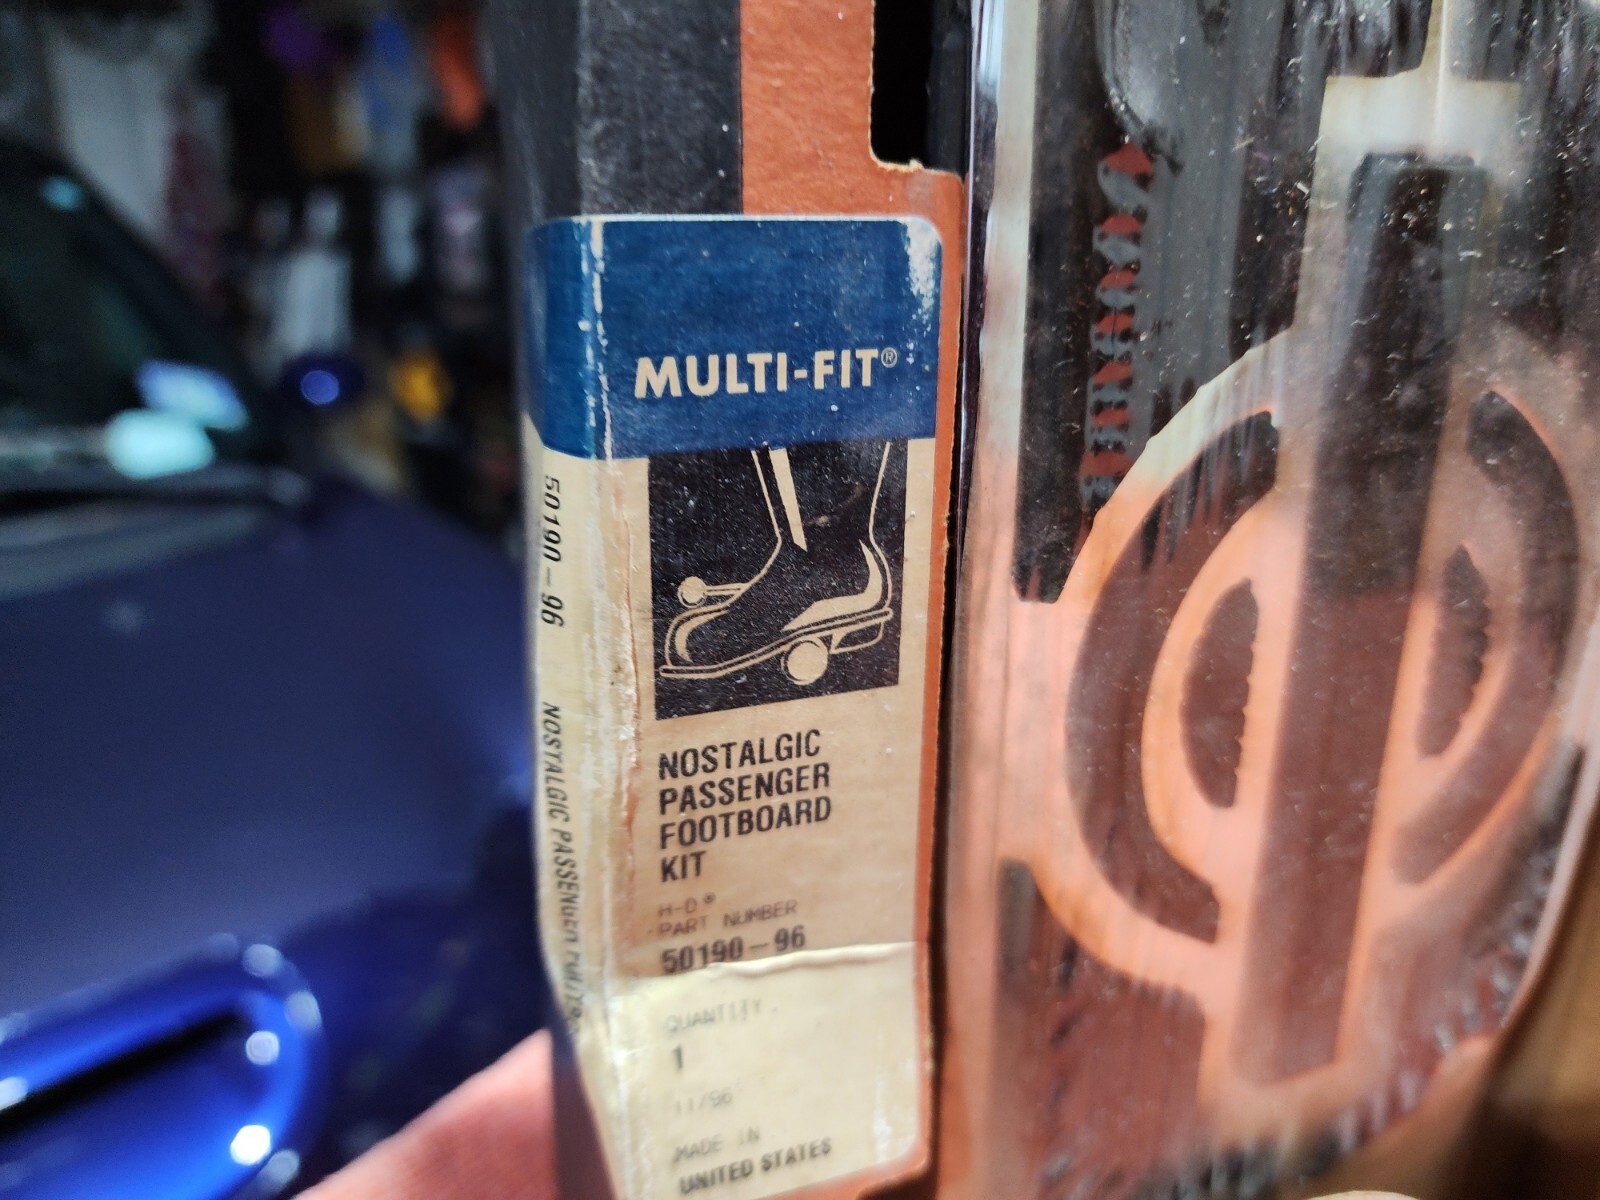 MULTI-FIT®
NOSTALGIC
PASSENGER
FOOTBOARD
KIT
H-D®
PART NUMBER
50190-96
QUANTITY
1
11/96
MADE IN
UNITED STATES
50190-96 NOSTALGIC PASSENGER